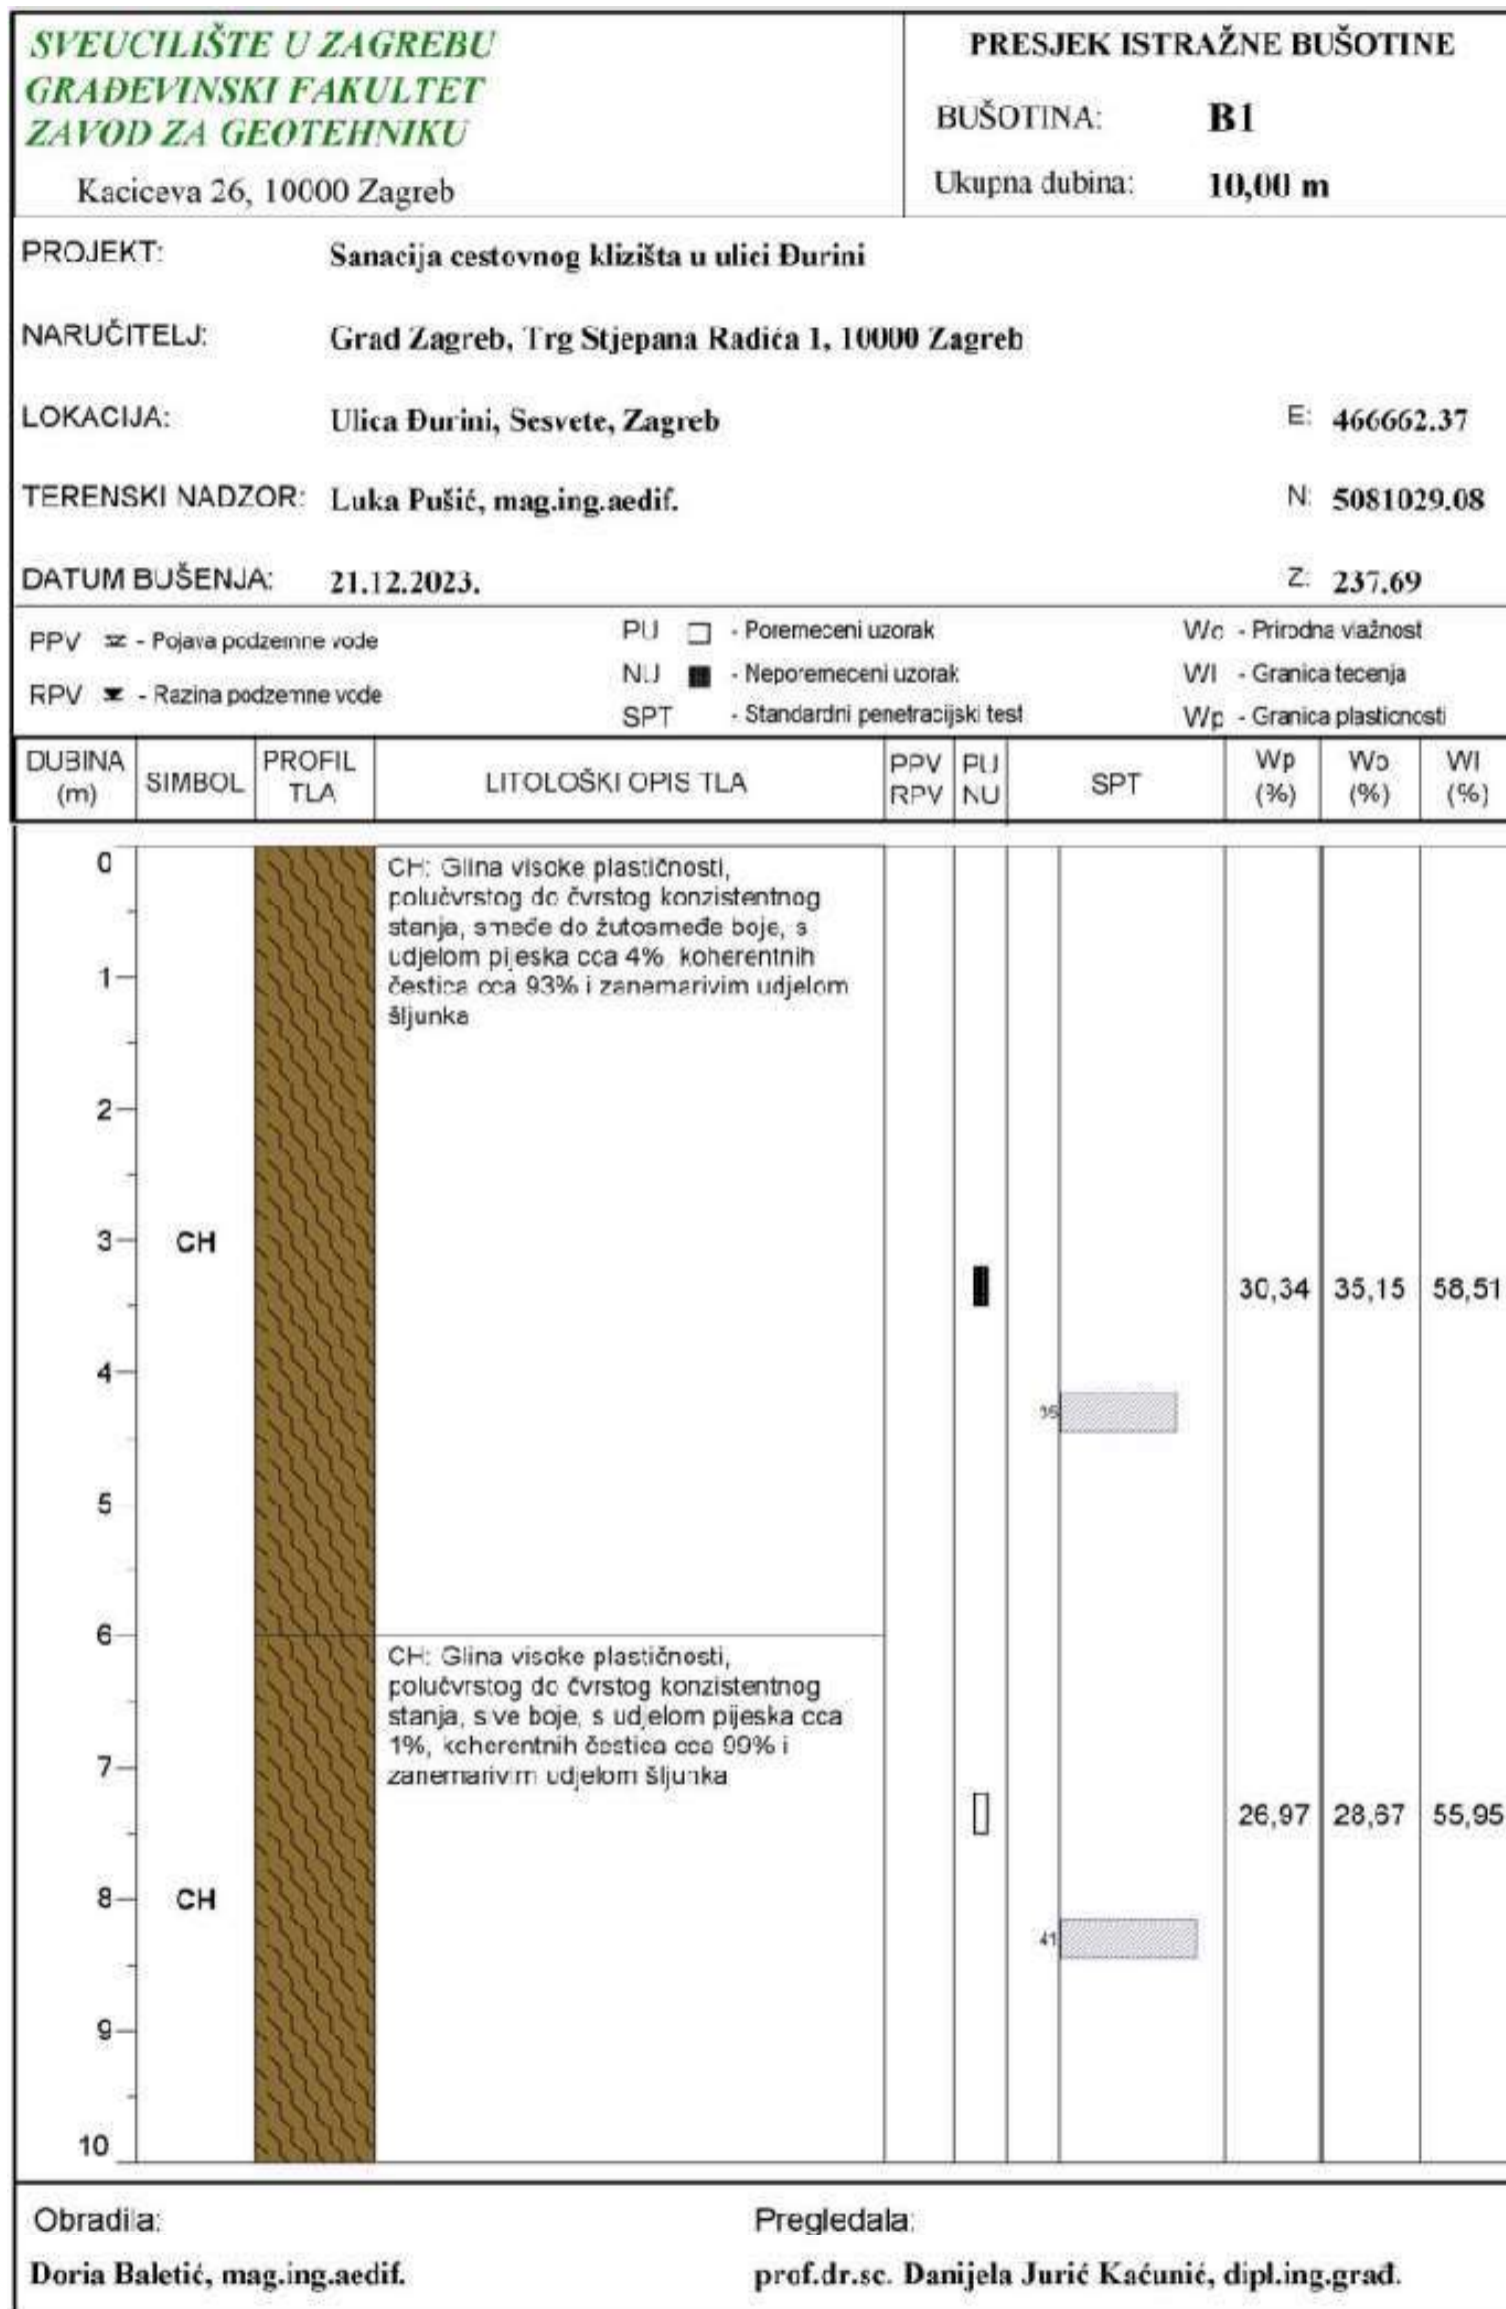 SVEUCILIŠTE U ZAGREBU
GRAĐEVINSKI FAKULTET
ZAVOD ZA GEOTEHNIKU
Kaciceva 26, 10000 Zagreb
PRESJEK ISTRAŽNE BUŠOTINE
BUŠOTINA: B1
Ukupna dubina: 10,00 m
PROJEKT: Sanacija cestovnog klizišta u ulici Đurini
NARUČITELJ: Grad Zagreb, Trg Stjepana Radića 1, 10000 Zagreb
LOKACIJA: Ulica Đurini, Sesvete, Zagreb E: 466662.37
TERENSKI NADZOR: Luka Pušić, mag.ing.aedif. N: 5081029.08
DATUM BUŠENJA: 21.12.2023. Z: 237.69
PPV - Pojava podzemne vode
RPV - Razina podzemne vode
PU - Poremeceni uzorak
NU - Neporemeceni uzorak
SPT - Standardni penetracijski test
Wo - Prirodna vlažnost
Wl - Granica tecenja
Wp - Granica plasticnosti
DUBINA (m)
SIMBOL
PROFIL TLA
LITOLOŠKI OPIS TLA
PPV RPV
PU NU
SPT
Wp (%)
Wo (%)
Wl (%)
0
CH: Glina visoke plastičnosti,
polučvrstog do čvrstog konzistentnog
stanja, smeđe do žutosmeđe boje, s
udjelom pijeska cca 4% koherentnih
čestica cca 93% i zanemarivim udjelom
šljunka
1
2
3 CH
30,34 35,15 58,51
4
35
5
6
CH: Glina visoke plastičnosti,
polučvrstog do čvrstog konzistentnog
stanja, sive boje, s udjelom pijeska cca
1%, koherentnih čestica cca 99% i
zanemarivim udjelom šljunka
7
26,97 28,67 55,95
8 CH
41
9
10
Obradila:
Doria Baletić, mag.ing.aedif.
Pregledala:
prof.dr.sc. Danijela Jurić Kaćunić, dipl.ing.građ.